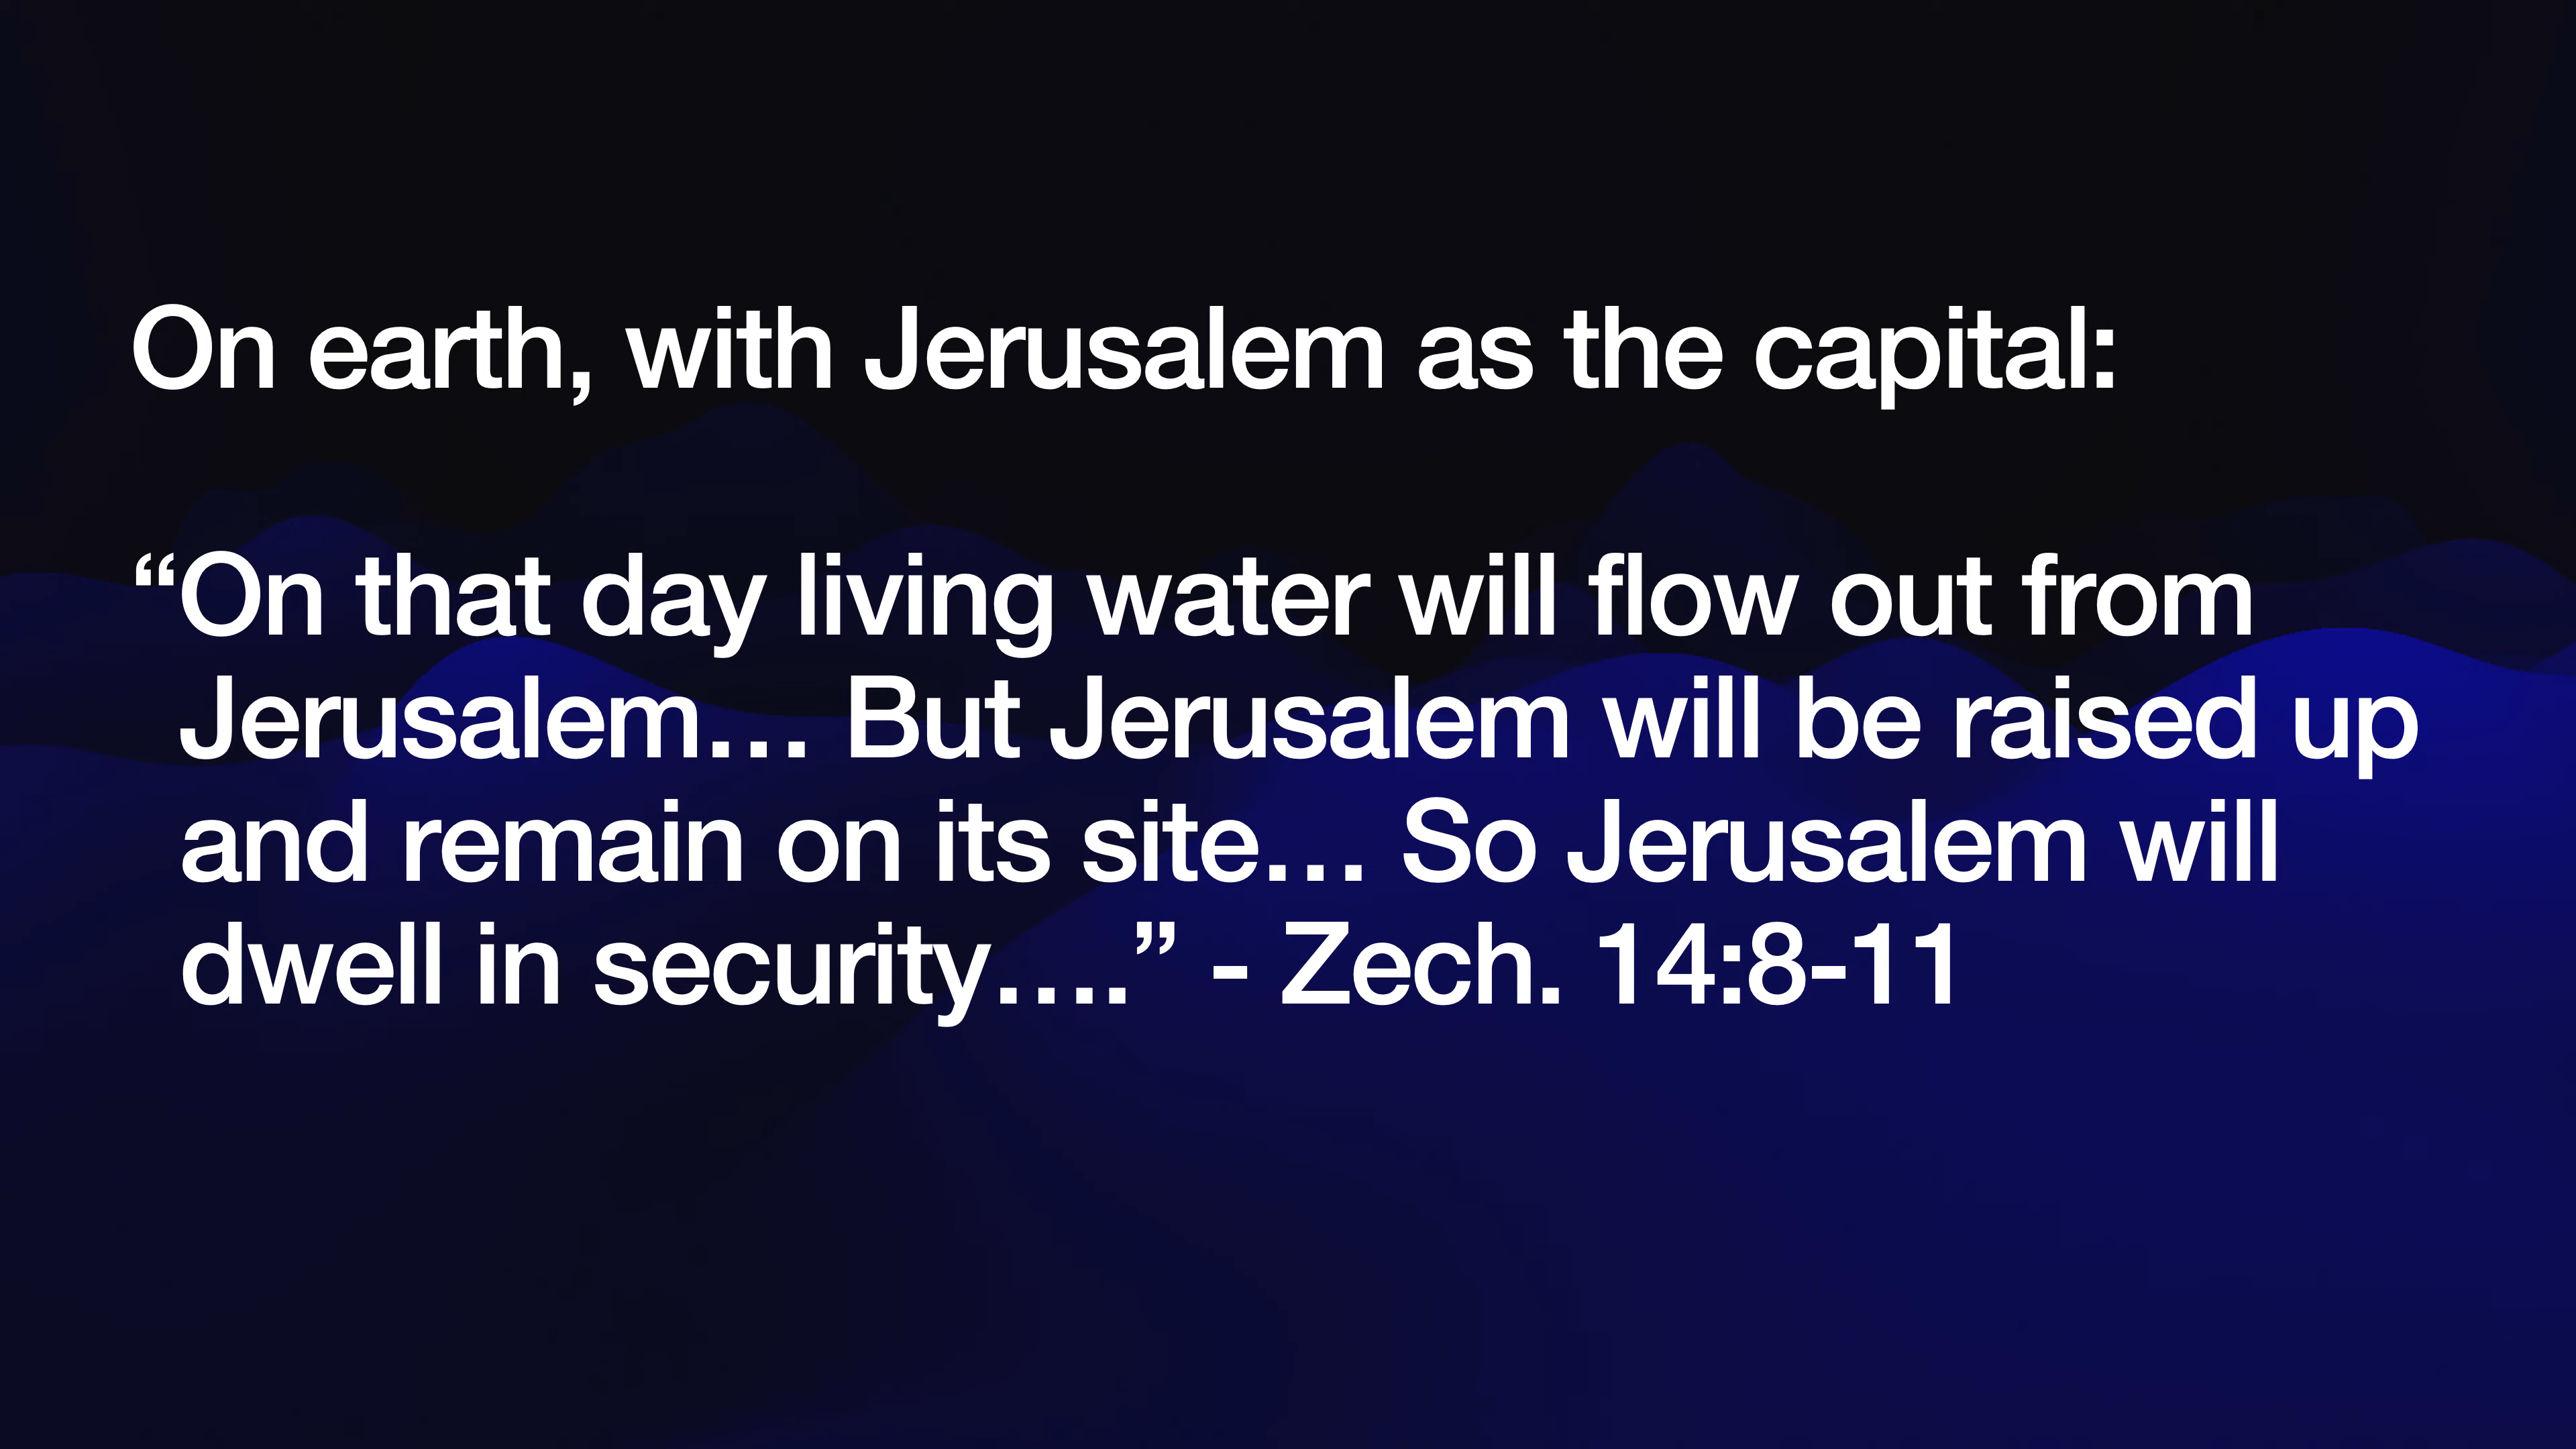 On earth, with Jerusalem as the capital:
“On that day living water will flow out from
Jerusalem… But Jerusalem will be raised up
and remain on its site… So Jerusalem will
dwell in security….” - Zech. 14:8-11